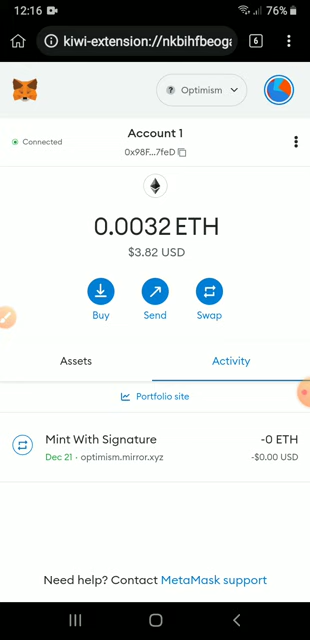 12:16
76%
kiwi-extension://nkbihfbeoga
6
? Optimism
Connected
Account 1
0x98F...7feD
0.0032 ETH
$3.82 USD
Buy
Send
Swap
Assets
Activity
Portfolio site
Mint With Signature
-0 ETH
Dec 21 · optimism.mirror.xyz
-$0.00 USD
Need help? Contact MetaMask support